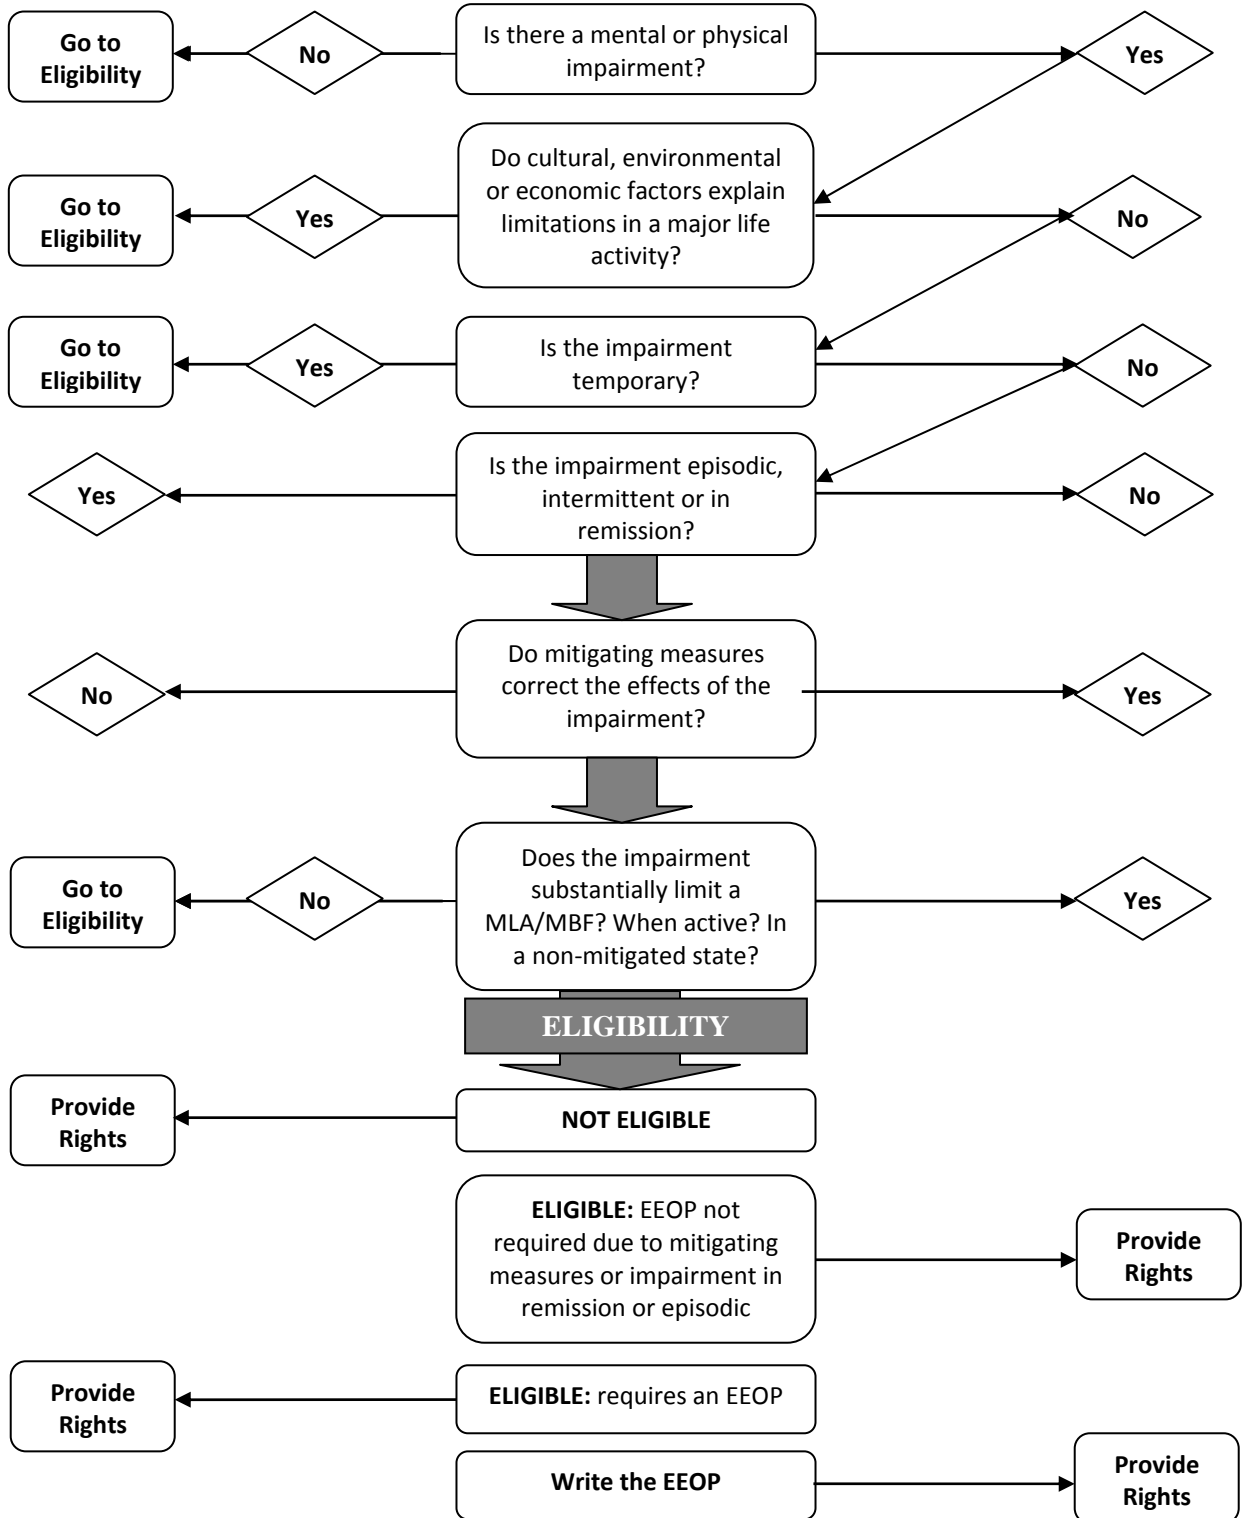 Go to
Eligibility
No
Is there a mental or physical
impairment?
Yes
Go to
Eligibility
Yes
Do cultural, environmental
or economic factors explain
limitations in a major life
activity?
No
Go to
Eligibility
Yes
Is the impairment
temporary?
No
Yes
Is the impairment episodic,
intermittent or in
remission?
No
No
Do mitigating measures
correct the effects of the
impairment?
Yes
Go to
Eligibility
No
Does the impairment
substantially limit a
MLA/MBF? When active? In
a non-mitigated state?
Yes
ELIGIBILITY
Provide
Rights
NOT ELIGIBLE
ELIGIBLE: EEOP not
required due to mitigating
measures or impairment in
remission or episodic
Provide
Rights
Provide
Rights
ELIGIBLE: requires an EEOP
Write the EEOP
Provide
Rights